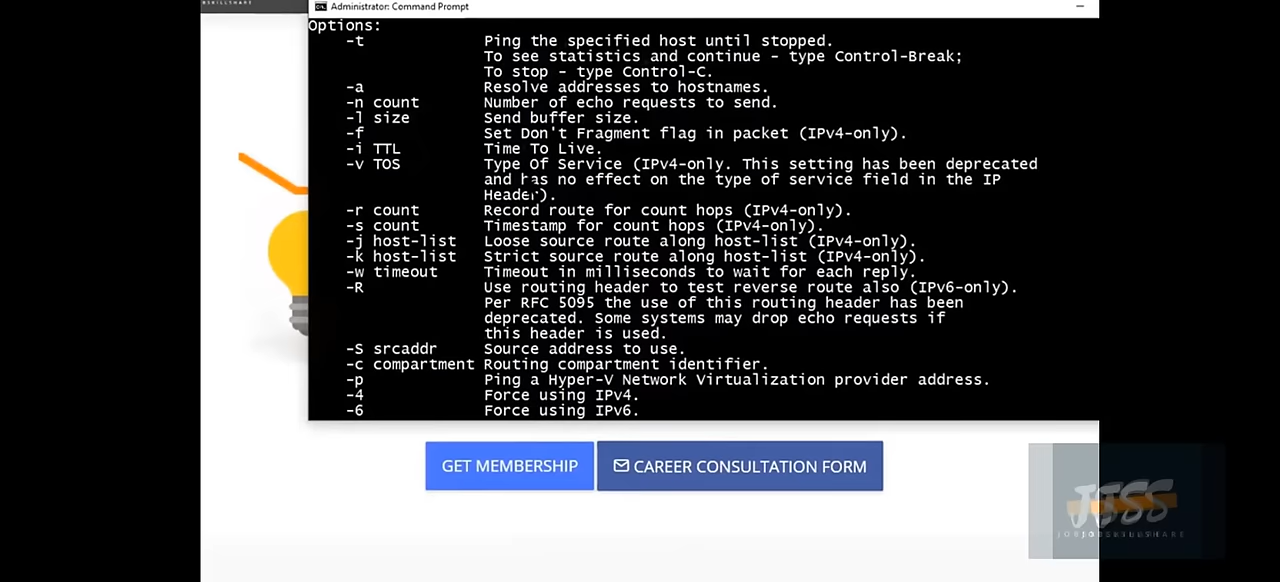 SKILLSHARE
Administrator: Command Prompt
Options:
-t Ping the specified host until stopped.
To see statistics and continue - type Control-Break;
To stop - type Control-C.
-a Resolve addresses to hostnames.
-n count Number of echo requests to send.
-l size Send buffer size.
-f Set Don't Fragment flag in packet (IPv4-only).
-i TTL Time To Live.
-v TOS Type Of Service (IPv4-only. This setting has been deprecated
and has no effect on the type of service field in the IP
Header).
-r count Record route for count hops (IPv4-only).
-s count Timestamp for count hops (IPv4-only).
-j host-list Loose source route along host-list (IPv4-only).
-k host-list Strict source route along host-list (IPv4-only).
-w timeout Timeout in milliseconds to wait for each reply.
-R Use routing header to test reverse route also (IPv6-only).
Per RFC 5095 the use of this routing header has been
deprecated. Some systems may drop echo requests if
this header is used.
-S srcaddr Source address to use.
-c compartment Routing compartment identifier.
-p Ping a Hyper-V Network Virtualization provider address.
-4 Force using IPv4.
-6 Force using IPv6.
GET MEMBERSHIP
CAREER CONSULTATION FORM
JSS